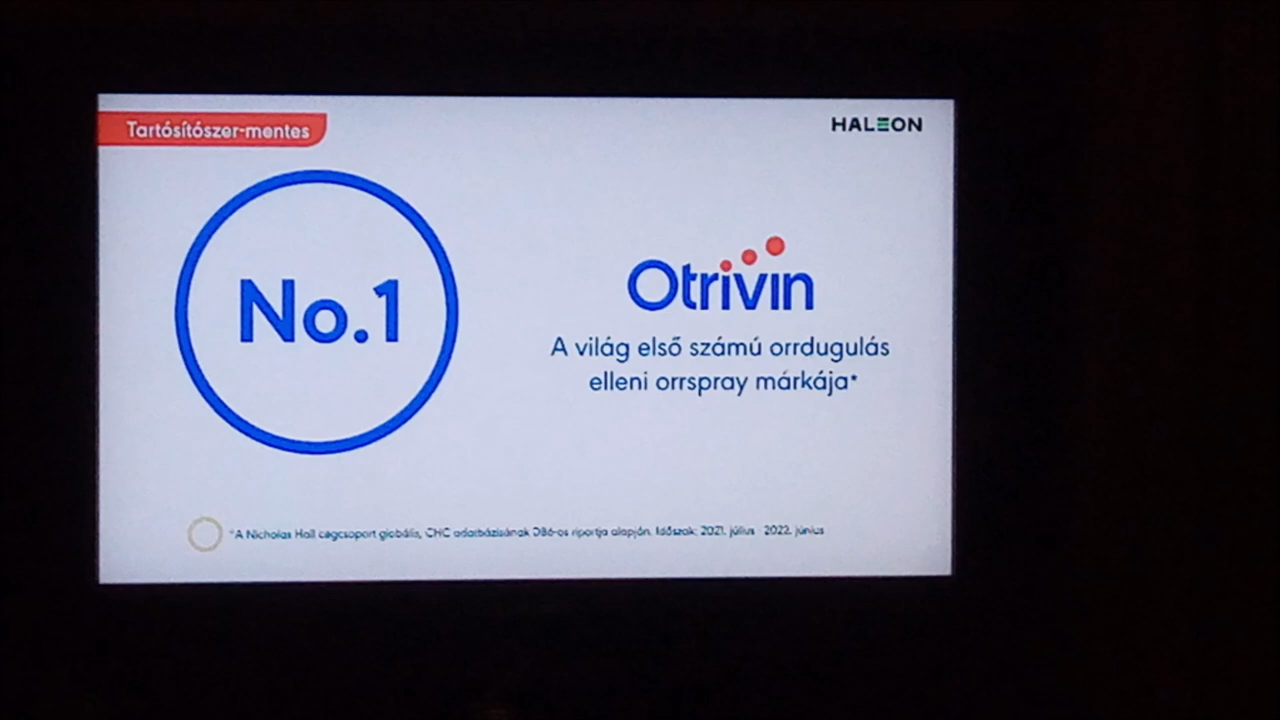 Tartósítószer-mentes
HALEON
No.1
Otrivin
A világ első számú orrdugulás
elleni orrspray márkája*
*A Nicholas Hall cégcsoport globális, CHC adatbázisának DB6-os riportja alapján. Időszak: 2021. július - 2022. június